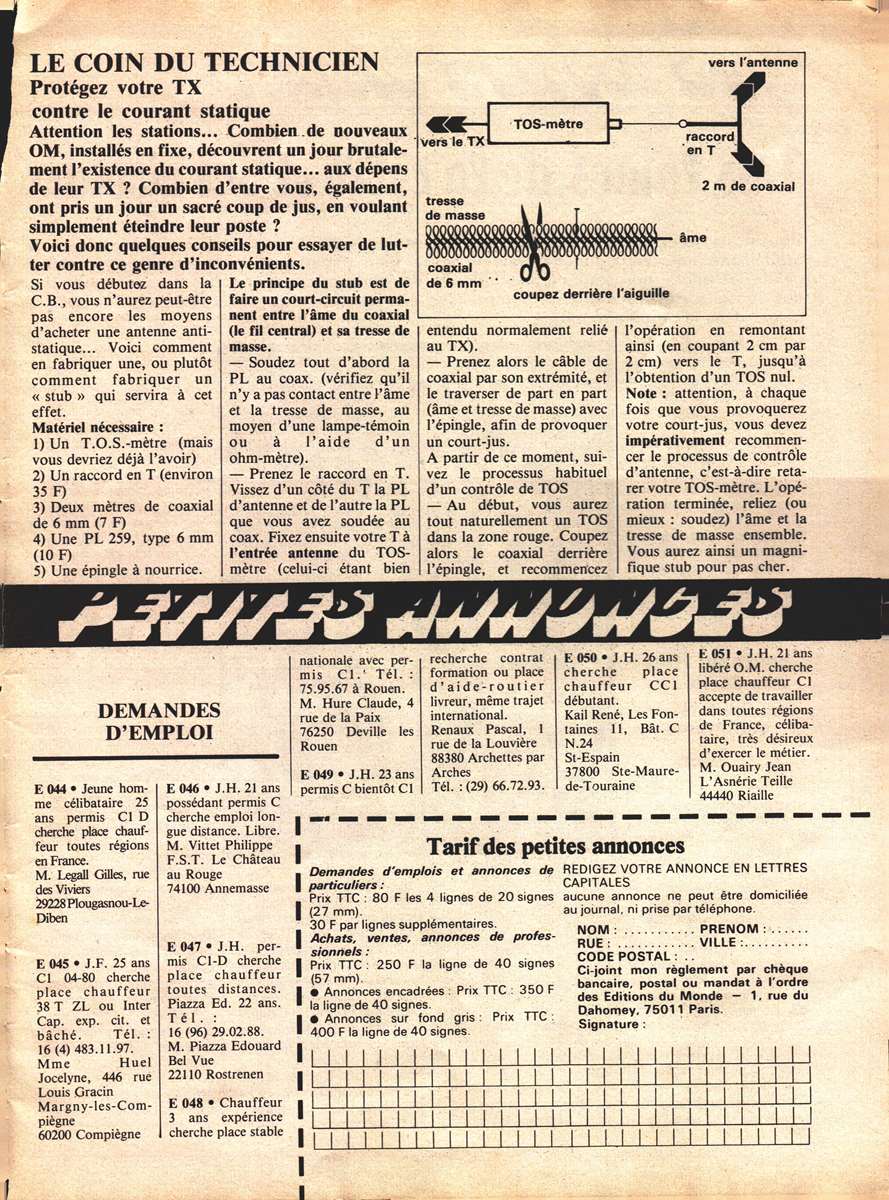 LE COIN DU TECHNICIEN
Protégez votre TX
contre le courant statique
Attention les stations... Combien de nouveaux
OM, installés en fixe, découvrent un jour brutale-
ment l'existence du courant statique... aux dépens
de leur TX ? Combien d'entre vous, également,
ont pris un jour un sacré coup de jus, en voulant
simplement éteindre leur poste ?
Voici donc quelques conseils pour essayer de lut-
ter contre ce genre d'inconvénients.
vers l'antenne
TOS-mètre
vers le TX
raccord
en T
2 m de coaxial
tresse
de masse
âme
coaxial
de 6 mm
coupez derrière l'aiguille
Si vous débutez dans la
C.B., vous n'aurez peut-être
pas encore les moyens
d'acheter une antenne anti-
statique... Voici comment
en fabriquer une, ou plutôt
comment fabriquer un
« stub » qui servira à cet
effet.
Matériel nécessaire :
1) Un T.O.S.-mètre (mais
vous devriez déjà l'avoir)
2) Un raccord en T (environ
35 F)
3) Deux mètres de coaxial
de 6 mm (7 F)
4) Une PL 259, type 6 mm
(10 F)
5) Une épingle à nourrice.
Le principe du stub est de
faire un court-circuit perma-
nent entre l'âme du coaxial
(le fil central) et sa tresse de
masse.
— Soudez tout d'abord la
PL au coax. (vérifiez qu'il
n'y a pas contact entre l'âme
et la tresse de masse, au
moyen d'une lampe-témoin
ou à l'aide d'un
ohm-mètre).
— Prenez le raccord en T.
Vissez d'un côté du T la PL
d'antenne et de l'autre la PL
que vous avez soudée au
coax. Fixez ensuite votre T à
l'entrée antenne du TOS-
mètre (celui-ci étant bien
entendu normalement relié
au TX).
— Prenez alors le câble de
coaxial par son extrémité, et
le traverser de part en part
(âme et tresse de masse) avec
l'épingle, afin de provoquer
un court-jus.
A partir de ce moment, sui-
vez le processus habituel
d'un contrôle de TOS
— Au début, vous aurez
tout naturellement un TOS
dans la zone rouge. Coupez
alors le coaxial derrière
l'épingle, et recommencez
l'opération en remontant
ainsi (en coupant 2 cm par
2 cm) vers le T, jusqu'à
l'obtention d'un TOS nul.
Note : attention, à chaque
fois que vous provoquerez
votre court-jus, vous devez
impérativement recommen-
cer le processus de contrôle
d'antenne, c'est-à-dire reta-
rer votre TOS-mètre. L'opé-
ration terminée, reliez (ou
mieux : soudez) l'âme et la
tresse de masse ensemble.
Vous aurez ainsi un magni-
fique stub pour pas cher.
PETITES ANNONCES
DEMANDES
D'EMPLOI
E 044 • Jeune hom-
me célibataire 25
ans permis C1 D
cherche place chauf-
feur toutes régions
en France.
M. Legall Gilles, rue
des Viviers
29228 Plougasnou-Le-
Diben
E 045 • J.F. 25 ans
C1 04-80 cherche
place chauffeur
38 T ZL ou Inter
Cap. exp. cit. et
bâché. Tél. :
16 (4) 483.11.97.
Mme Huel
Jocelyne, 446 rue
Louis Gracin
Margny-les-Com-
piègne
60200 Compiègne
E 046 • J.H. 21 ans
possédant permis C
cherche emploi lon-
gue distance. Libre.
M. Vittet Philippe
F.S.T. Le Château
au Rouge
74100 Annemasse
E 047 • J.H. per-
mis C1-D cherche
place chauffeur
toutes distances.
Piazza Ed. 22 ans.
Tél. :
16 (96) 29.02.88.
M. Piazza Edouard
Bel Vue
22110 Rostrenen
E 048 • Chauffeur
3 ans expérience
cherche place stable
nationale avec per-
mis C1. Tél. :
75.95.67 à Rouen.
M. Hure Claude, 4
rue de la Paix
76250 Deville les
Rouen
E 049 • J.H. 23 ans
permis C bientôt C1
recherche contrat
formation ou place
d'aide-routier
livreur, même trajet
international.
Renaux Pascal, 1
rue de la Louvière
88380 Archettes par
Arches
Tél. : (29) 66.72.93.
E 050 • J.H. 26 ans
cherche place
chauffeur CC1
débutant.
Kail René, Les Fon-
taines 11, Bât. C
N.24
St-Espain
37800 Ste-Maure-
de-Touraine
E 051 • J.H. 21 ans
libéré O.M. cherche
place chauffeur C1
accepte de travailler
dans toutes régions
de France, céliba-
taire, très désireux
d'exercer le métier.
M. Ouairy Jean
L'Asnérie Teille
44440 Riaille
Tarif des petites annonces
Demandes d'emplois et annonces de
particuliers :
Prix TTC : 80 F les 4 lignes de 20 signes
(27 mm).
30 F par lignes supplémentaires.
Achats, ventes, annonces de profes-
sionnels :
Prix TTC : 250 F la ligne de 40 signes
(57 mm).
● Annonces encadrées : Prix TTC : 350 F
la ligne de 40 signes.
● Annonces sur fond gris : Prix TTC :
400 F la ligne de 40 signes.
REDIGEZ VOTRE ANNONCE EN LETTRES
CAPITALES
aucune annonce ne peut être domiciliée
au journal, ni prise par téléphone.
NOM : ........... PRENOM : ......
RUE : ........... VILLE : ..........
CODE POSTAL : ..
Ci-joint mon règlement par chèque
bancaire, postal ou mandat à l'ordre
des Editions du Monde — 1, rue du
Dahomey, 75011 Paris.
Signature :